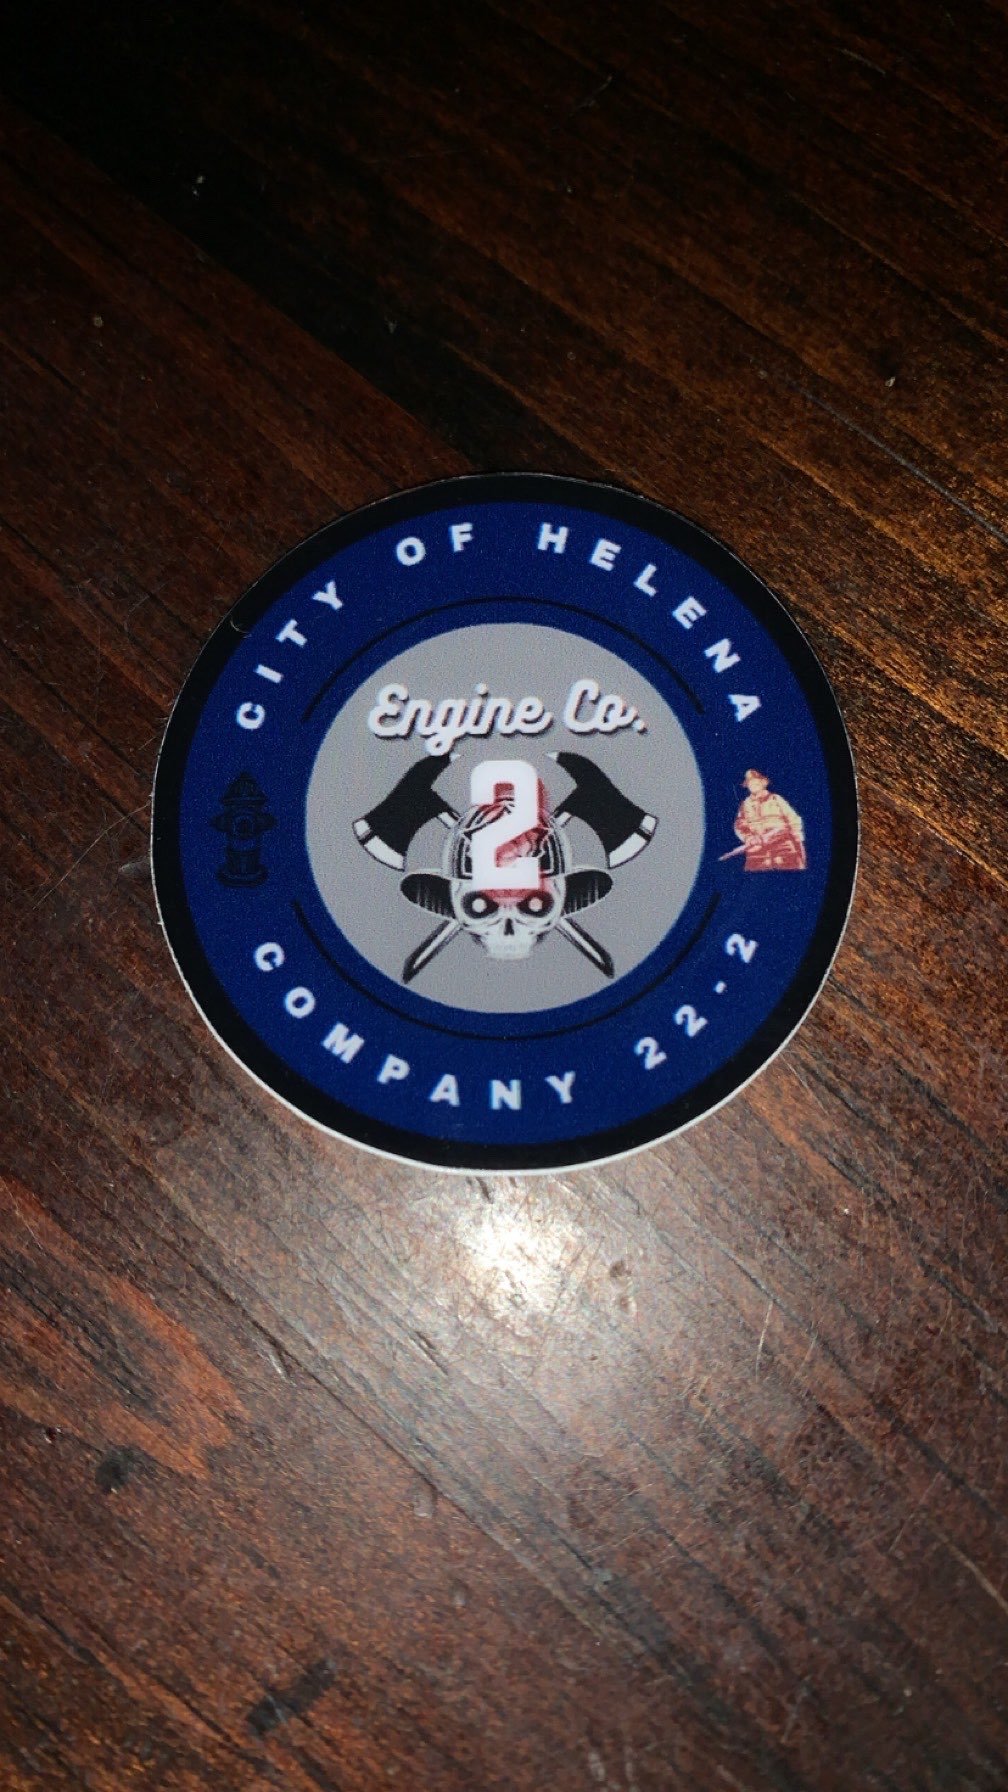 CITY OF HELENA
Engine Co.
2
COMPANY 22-2